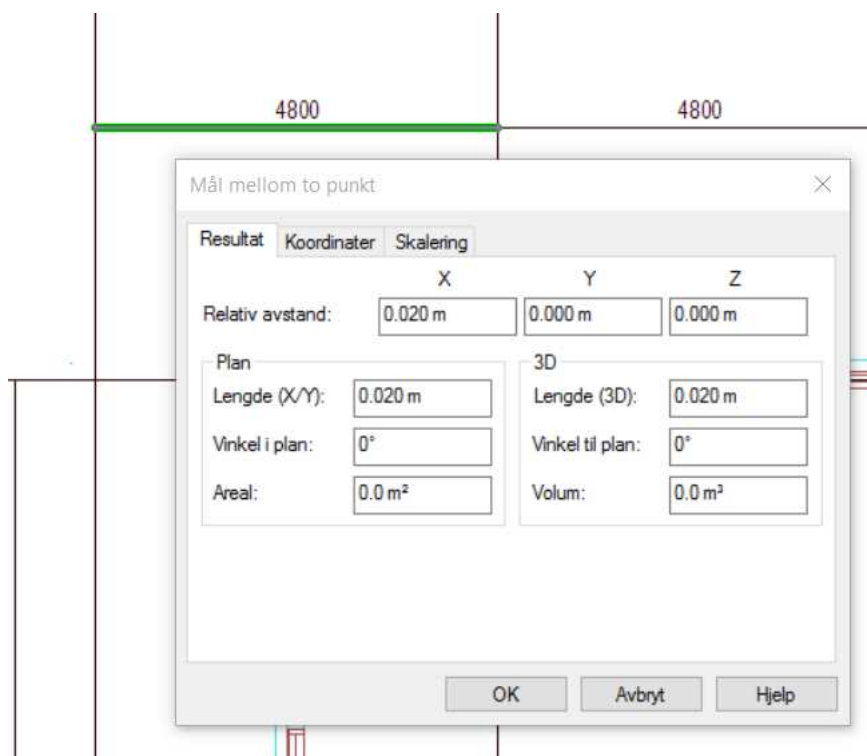 4800 4800
Mål mellom to punkt
Resultat Koordinater Skalering
X Y Z
Relativ avstand: 0.020 m 0.000 m 0.000 m
Plan
Lengde (X/Y): 0.020 m
Vinkel i plan: 0°
Areal: 0.0 m²
3D
Lengde (3D): 0.020 m
Vinkel til plan: 0°
Volum: 0.0 m³
OK Avbryt Hjelp